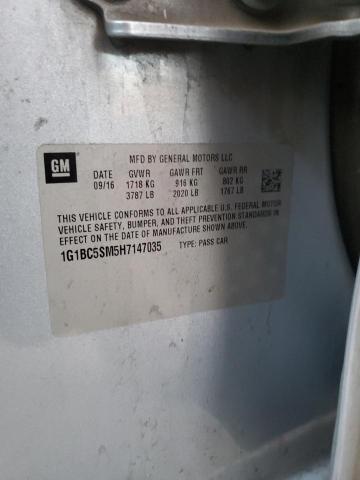 GM
MFD BY GENERAL MOTORS LLC
DATE GVWR GAWR FRT GAWR RR
09/16 1718 KG 916 KG 802 KG
3787 LB 2020 LB 1767 LB
THIS VEHICLE CONFORMS TO ALL APPLICABLE U.S. FEDERAL MOTOR
VEHICLE SAFETY, BUMPER, AND THEFT PREVENTION STANDARDS IN
EFFECT ON THE DATE OF MANUFACTURE SHOWN ABOVE.
1G1BC5SM5H7147035 TYPE: PASS CAR